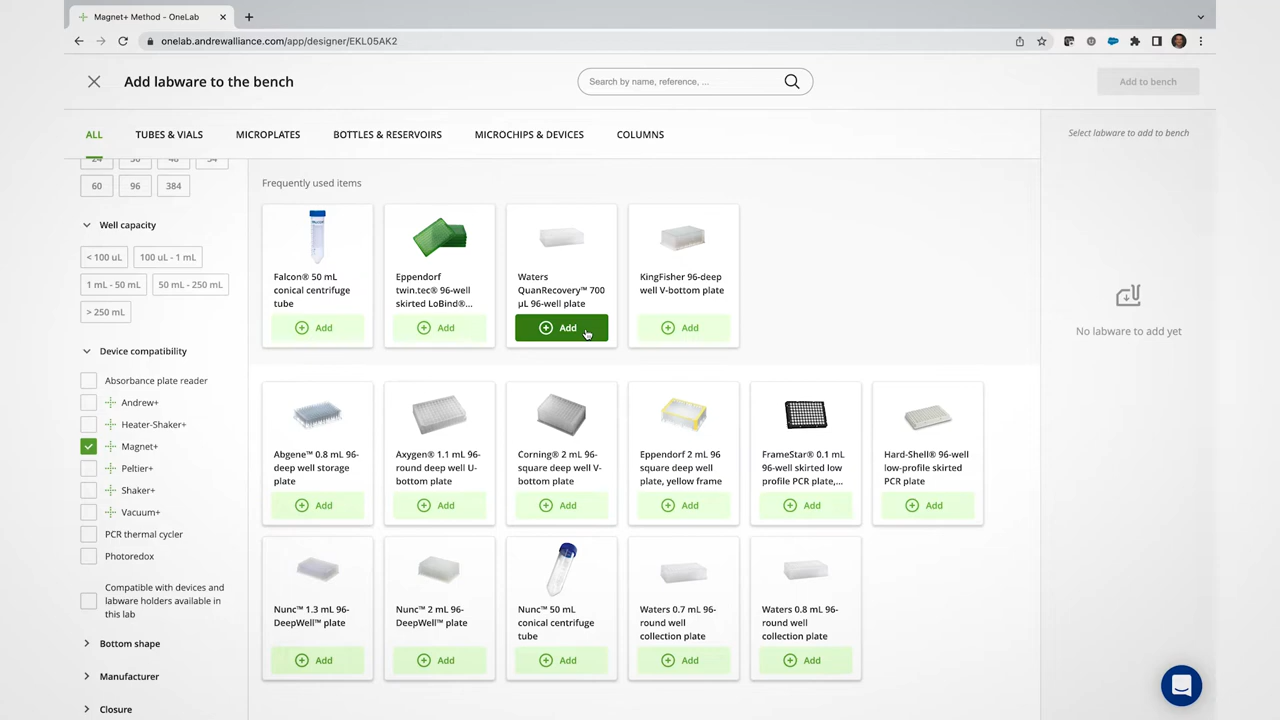 Magnet+ Method - OneLab
onelab.andrewalliance.com/app/designer/EKL05AK2
Add labware to the bench
Search by name, reference, ...
Add to bench
ALL
TUBES & VIALS
MICROPLATES
BOTTLES & RESERVOIRS
MICROCHIPS & DEVICES
COLUMNS
Select labware to add to bench
60
96
384
Well capacity
< 100 uL
100 uL - 1 mL
1 mL - 50 mL
50 mL - 250 mL
> 250 mL
Device compatibility
Absorbance plate reader
Andrew+
Heater-Shaker+
Magnet+
Peltier+
Shaker+
Vacuum+
PCR thermal cycler
Photoredox
Compatible with devices and
labware holders available in
this lab
Bottom shape
Manufacturer
Closure
Frequently used items
Falcon® 50 mL
conical centrifuge
tube
Add
Eppendorf
twin.tec® 96-well
skirted LoBind®...
Add
Waters
QuanRecovery™ 700
µL 96-well plate
Add
KingFisher 96-deep
well V-bottom plate
Add
Abgene™ 0.8 mL 96-
deep well storage
plate
Add
Axygen® 1.1 mL 96-
round deep well U-
bottom plate
Add
Corning® 2 mL 96-
square deep well V-
bottom plate
Add
Eppendorf 2 mL 96
square deep well
plate, yellow frame
Add
FrameStar® 0.1 mL
96-well skirted low
profile PCR plate,...
Add
Hard-Shell® 96-well
low-profile skirted
PCR plate
Add
Nunc™ 1.3 mL 96-
DeepWell™ plate
Add
Nunc™ 2 mL 96-
DeepWell™ plate
Add
Nunc™ 50 mL
conical centrifuge
tube
Add
Waters 0.7 mL 96-
round well
collection plate
Add
Waters 0.8 mL 96-
round well
collection plate
Add
No labware to add yet